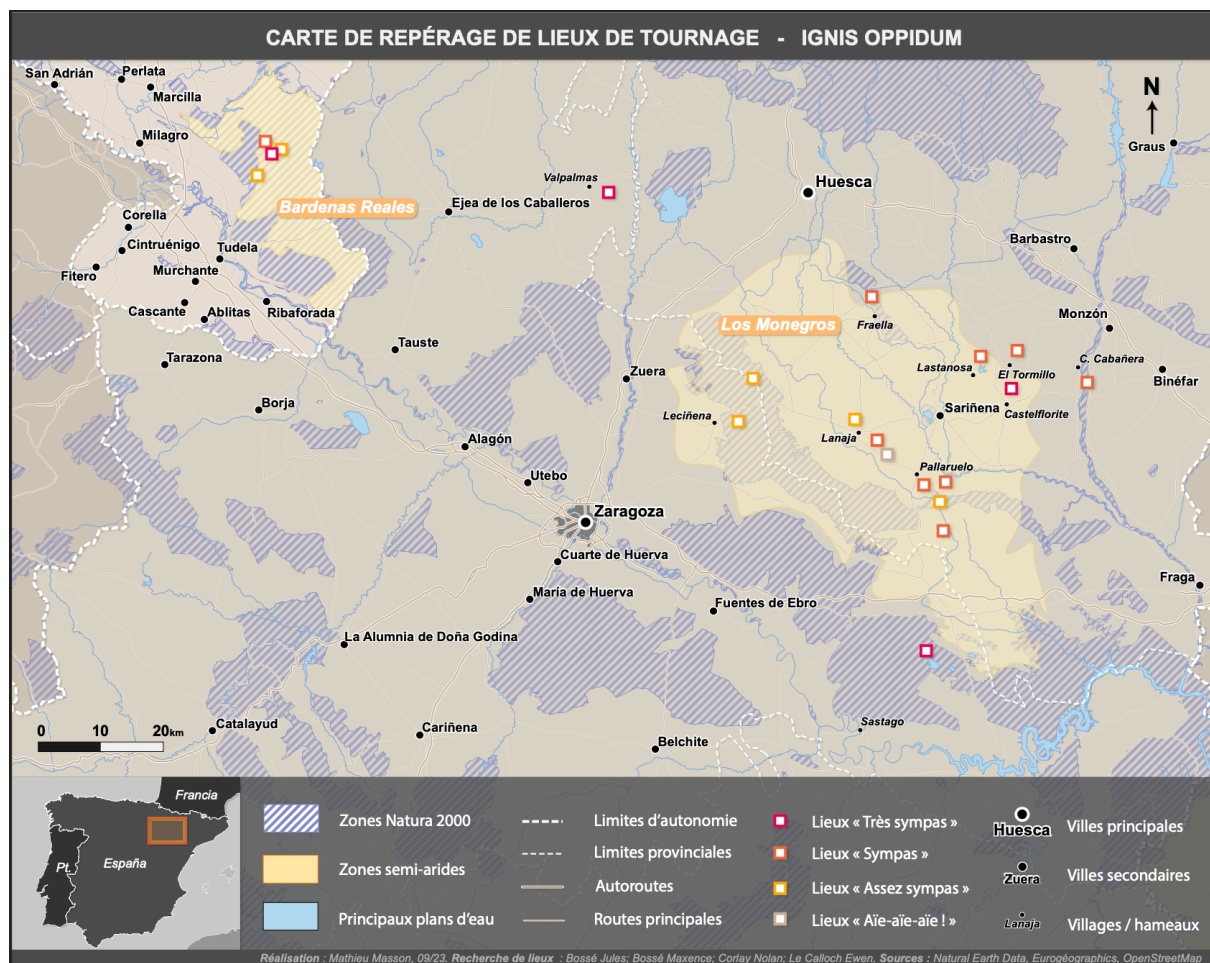 CARTE DE REPÉRAGE DE LIEUX DE TOURNAGE - IGNIS OPPIDUM
San Adrián
Perlata
Marcilla
Milagro
N
Graus
Valpalmas
Huesca
Bardenas Reales
Ejea de los Caballeros
Corella
Cintruénigo
Tudela
Fitero
Murchante
Barbastro
Cascante
Ablitas
Ribaforada
Los Monegros
Fraella
Monzón
Tauste
Tarazona
Zuera
Lastanosa
El Tormillo
C. Cabañera
Binéfar
Borja
Leciñena
Sariñena
Castelflorite
Lanaja
Alagón
Pallaruelo
Utebo
Zaragoza
Cuarte de Huerva
Fraga
María de Huerva
Fuentes de Ebro
La Alumnia de Doña Godina
Catalayud
Cariñena
Sastago
Belchite
0 10 20km
Francia
Pt.
España
Zones Natura 2000
Zones semi-arides
Principaux plans d'eau
Limites d'autonomie
Limites provinciales
Autoroutes
Routes principales
Lieux « Très sympas »
Lieux « Sympas »
Lieux « Assez sympas »
Lieux « Aïe-aïe-aïe ! »
Huesca Villes principales
Zuera Villes secondaires
Lanaja Villages / hameaux
Réalisation : Mathieu Masson, 09/23. Recherche de lieux : Bossé Jules; Bossé Maxence; Corlay Nolan; Le Calloch Ewen. Sources : Natural Earth Data, Eurogéographics, OpenStreetMap